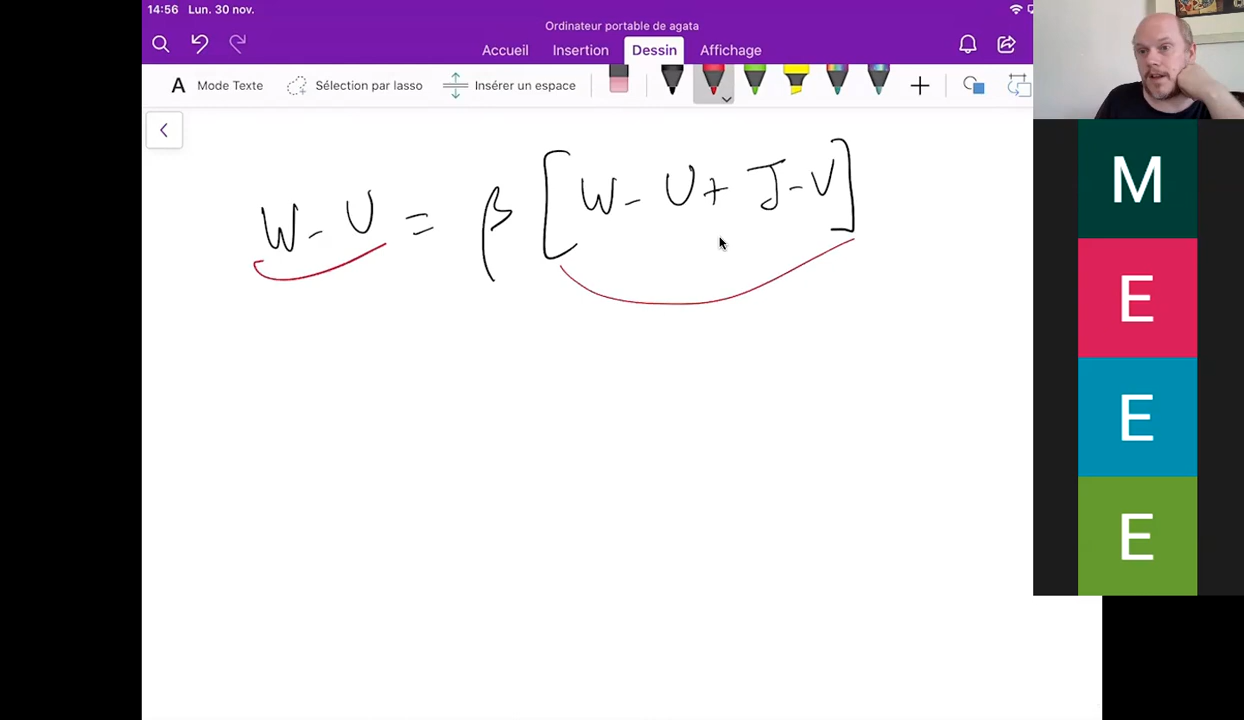 14:56 Lun. 30 nov.
Ordinateur portable de agata
Accueil Insertion Dessin Affichage
A Mode Texte Sélection par lasso Insérer un espace
W - U = β [W - U + J - V]
M
E
E
E